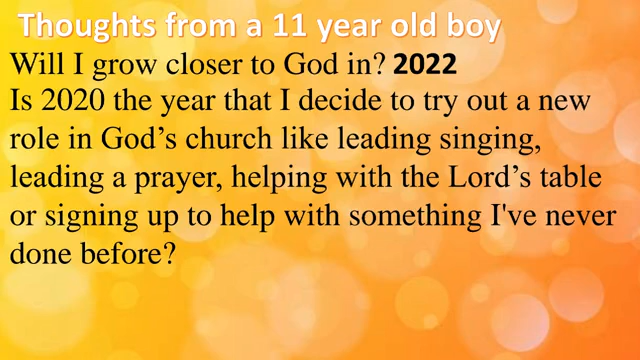 Thoughts from a 11 year old boy
Will I grow closer to God in? 2022
Is 2020 the year that I decide to try out a new
role in God’s church like leading singing,
leading a prayer, helping with the Lord’s table
or signing up to help with something I've never
done before?